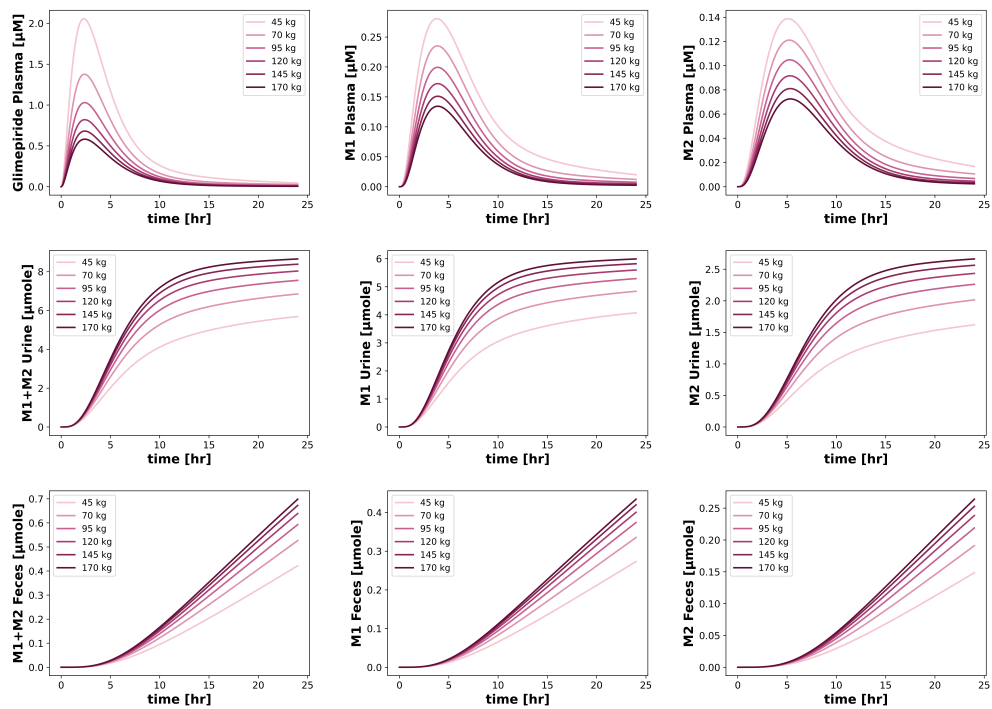 Glimepiride Plasma [µM]
2.0
1.5
1.0
0.5
0.0
45 kg
70 kg
95 kg
120 kg
145 kg
170 kg
0 5 10 15 20 25
time [hr]
M1 Plasma [µM]
0.25
0.20
0.15
0.10
0.05
0.00
45 kg
70 kg
95 kg
120 kg
145 kg
170 kg
0 5 10 15 20 25
time [hr]
M2 Plasma [µM]
0.14
0.12
0.10
0.08
0.06
0.04
0.02
0.00
45 kg
70 kg
95 kg
120 kg
145 kg
170 kg
0 5 10 15 20 25
time [hr]
M1+M2 Urine [µmole]
8
6
4
2
0
45 kg
70 kg
95 kg
120 kg
145 kg
170 kg
0 5 10 15 20 25
time [hr]
M1 Urine [µmole]
6
5
4
3
2
1
0
45 kg
70 kg
95 kg
120 kg
145 kg
170 kg
0 5 10 15 20 25
time [hr]
M2 Urine [µmole]
2.5
2.0
1.5
1.0
0.5
0.0
45 kg
70 kg
95 kg
120 kg
145 kg
170 kg
0 5 10 15 20 25
time [hr]
M1+M2 Feces [µmole]
0.7
0.6
0.5
0.4
0.3
0.2
0.1
0.0
45 kg
70 kg
95 kg
120 kg
145 kg
170 kg
0 5 10 15 20 25
time [hr]
M1 Feces [µmole]
0.4
0.3
0.2
0.1
0.0
45 kg
70 kg
95 kg
120 kg
145 kg
170 kg
0 5 10 15 20 25
time [hr]
M2 Feces [µmole]
0.25
0.20
0.15
0.10
0.05
0.00
45 kg
70 kg
95 kg
120 kg
145 kg
170 kg
0 5 10 15 20 25
time [hr]